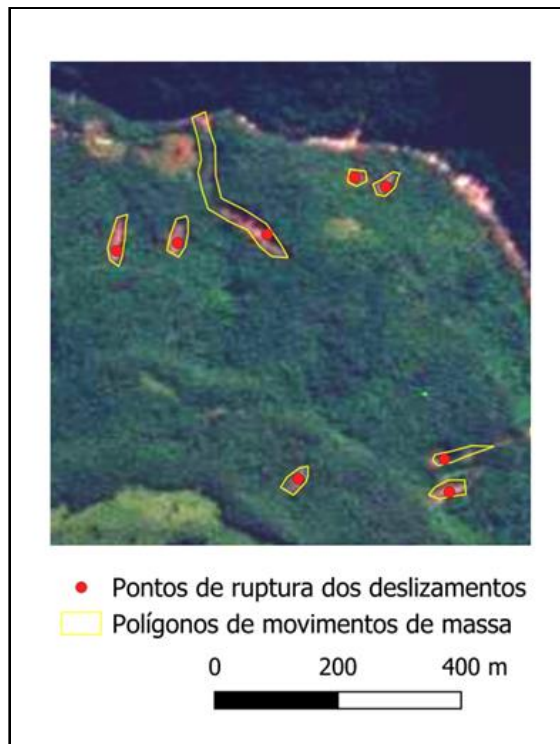 Pontos de ruptura dos deslizamentos
Polígonos de movimentos de massa
0 200 400 m